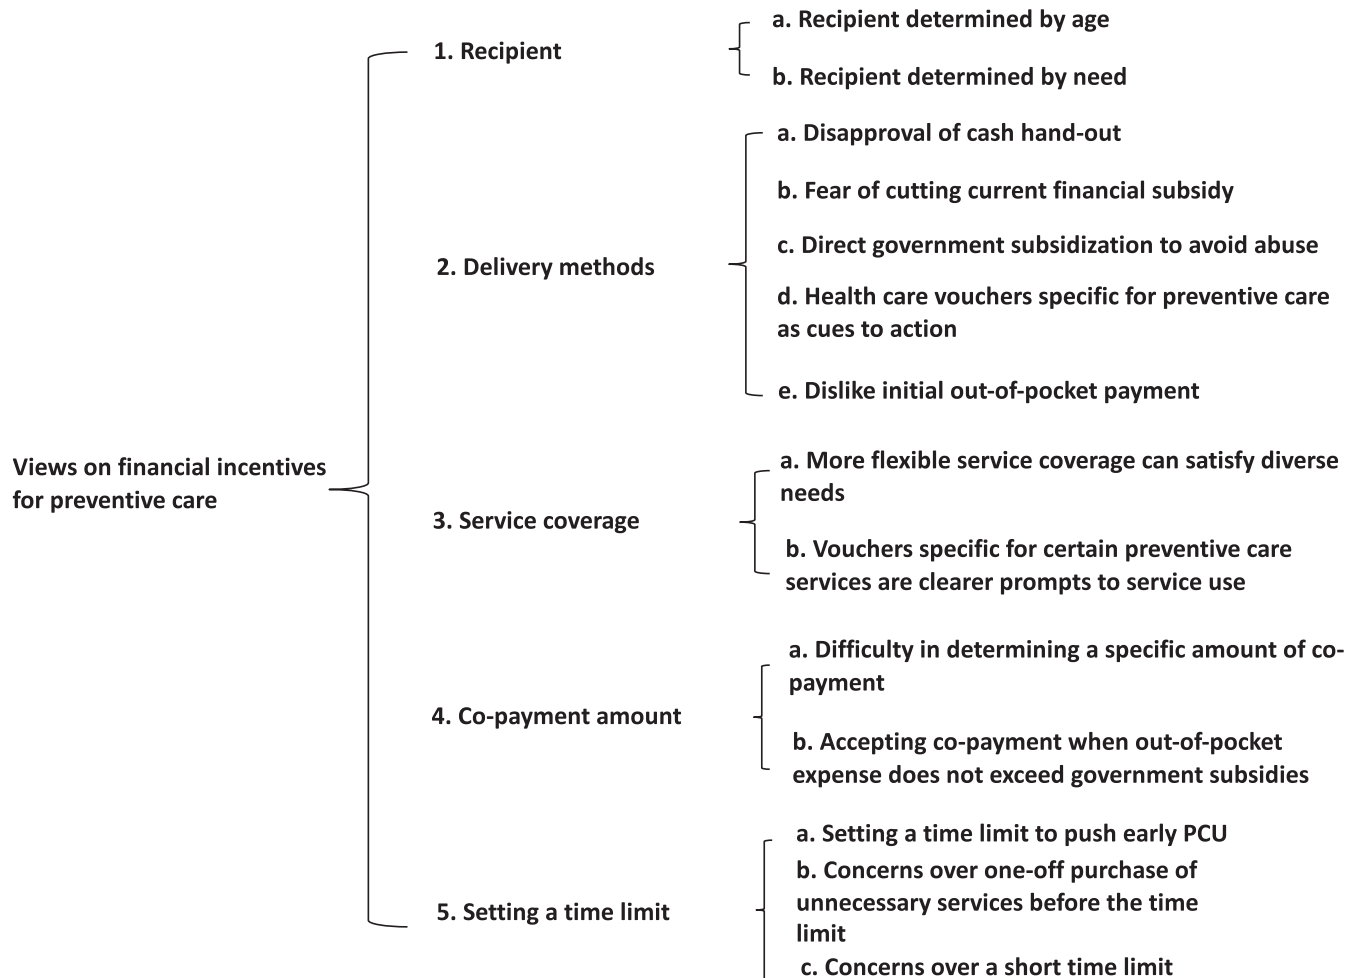 Views on financial incentives
for preventive care
1. Recipient
a. Recipient determined by age
b. Recipient determined by need
2. Delivery methods
a. Disapproval of cash hand-out
b. Fear of cutting current financial subsidy
c. Direct government subsidization to avoid abuse
d. Health care vouchers specific for preventive care
as cues to action
e. Dislike initial out-of-pocket payment
3. Service coverage
a. More flexible service coverage can satisfy diverse
needs
b. Vouchers specific for certain preventive care
services are clearer prompts to service use
4. Co-payment amount
a. Difficulty in determining a specific amount of co-
payment
b. Accepting co-payment when out-of-pocket
expense does not exceed government subsidies
5. Setting a time limit
a. Setting a time limit to push early PCU
b. Concerns over one-off purchase of
unnecessary services before the time
limit
c. Concerns over a short time limit